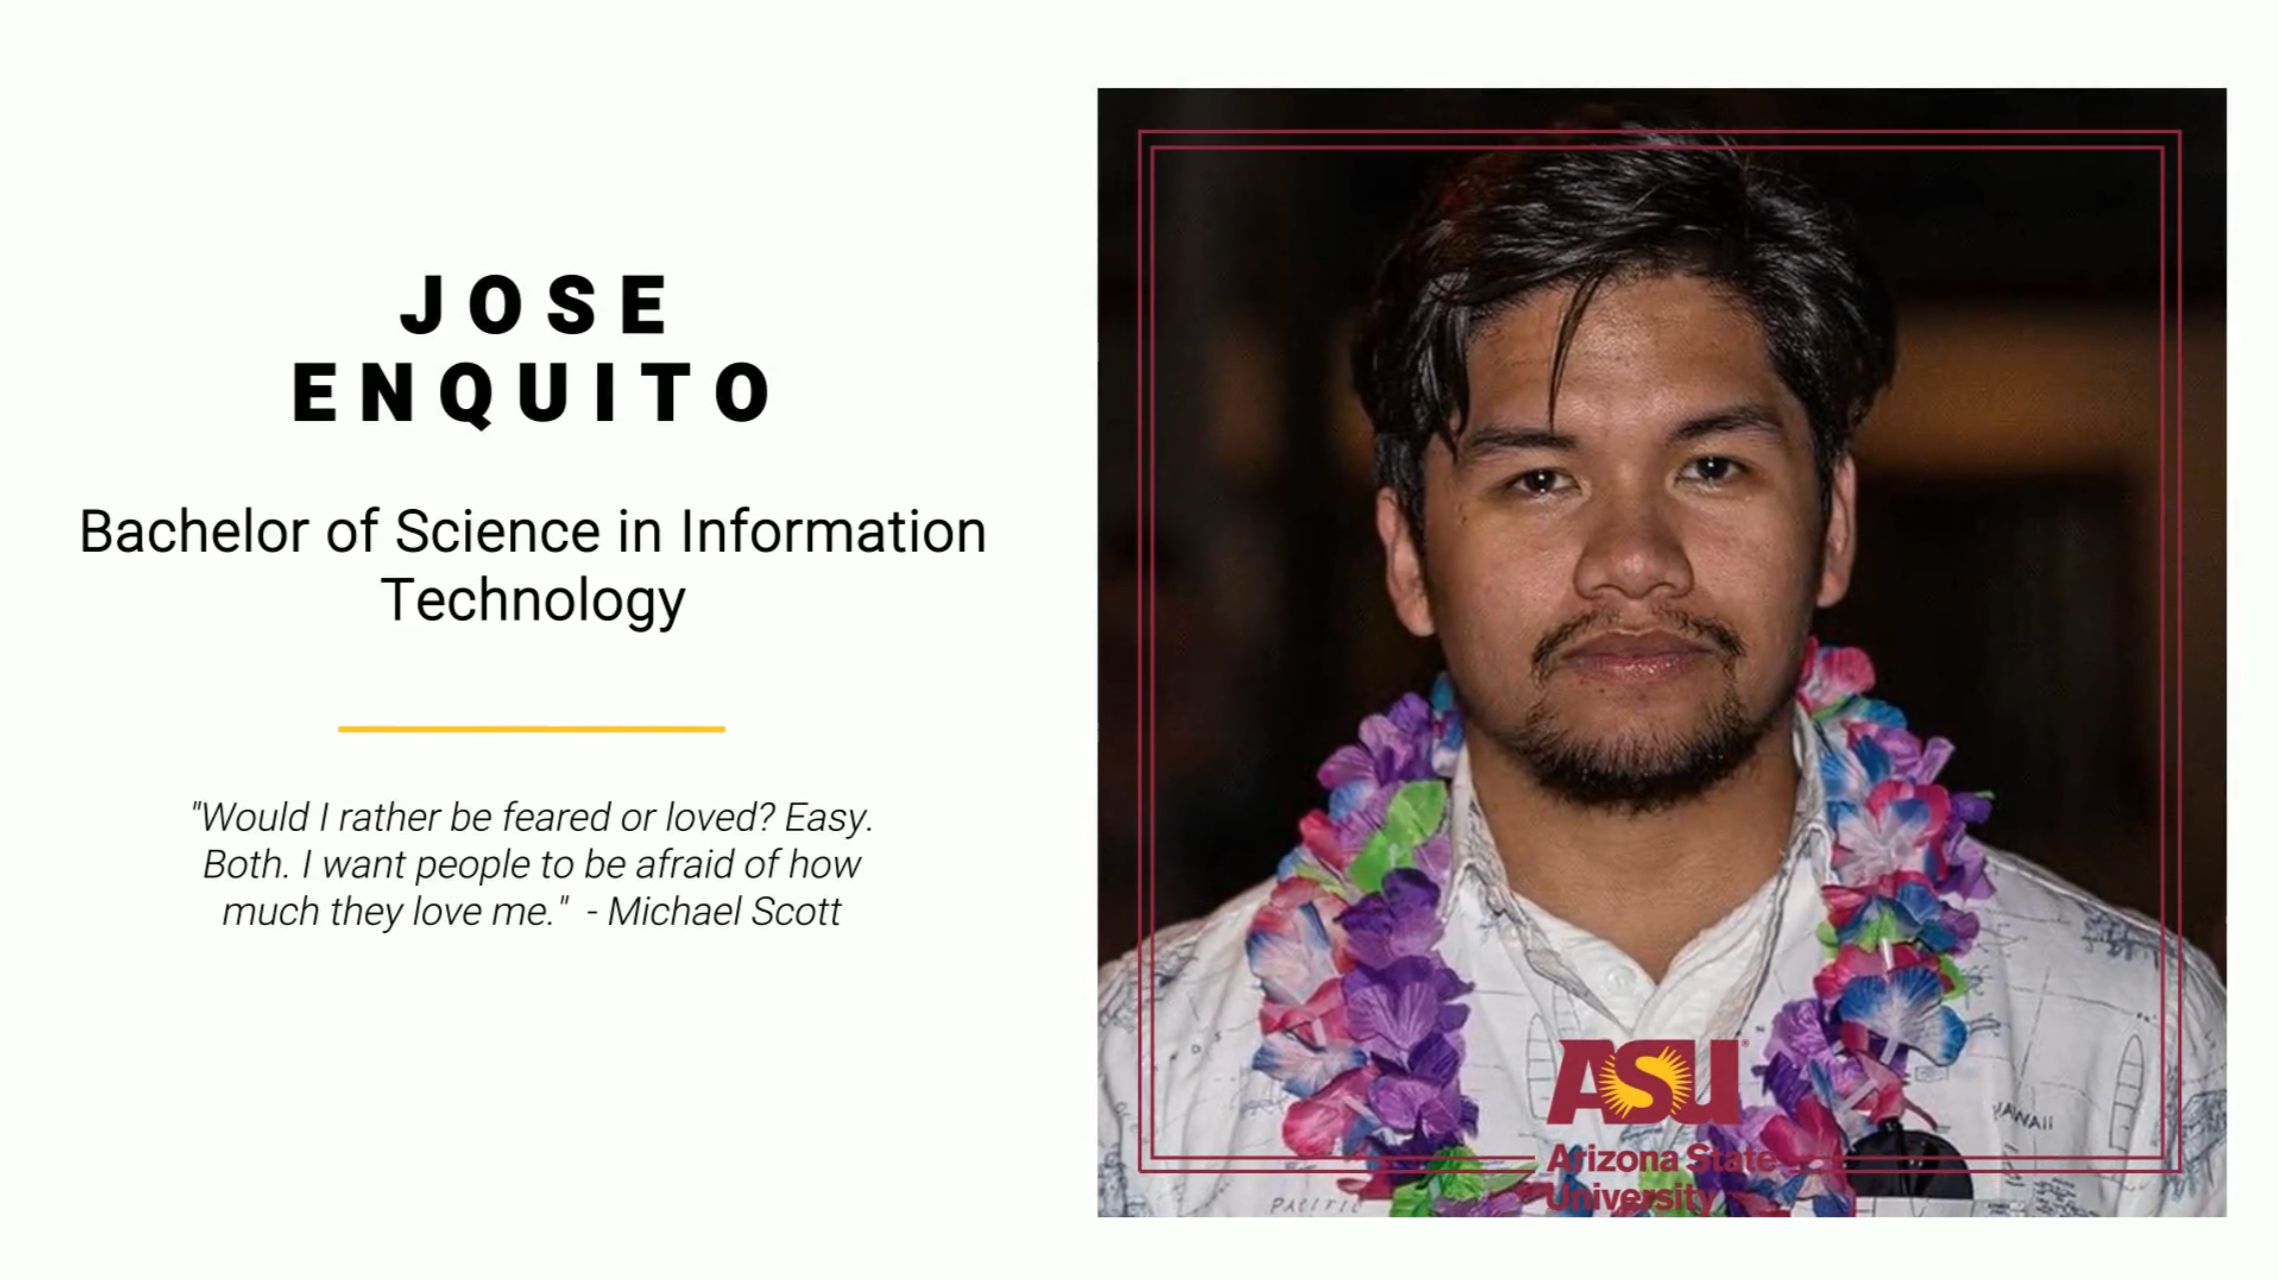 JOSE
ENQUITO
Bachelor of Science in Information
Technology
"Would I rather be feared or loved? Easy.
Both. I want people to be afraid of how
much they love me."  - Michael Scott
ASU
Arizona State
University
HAWAII
PACIFIC